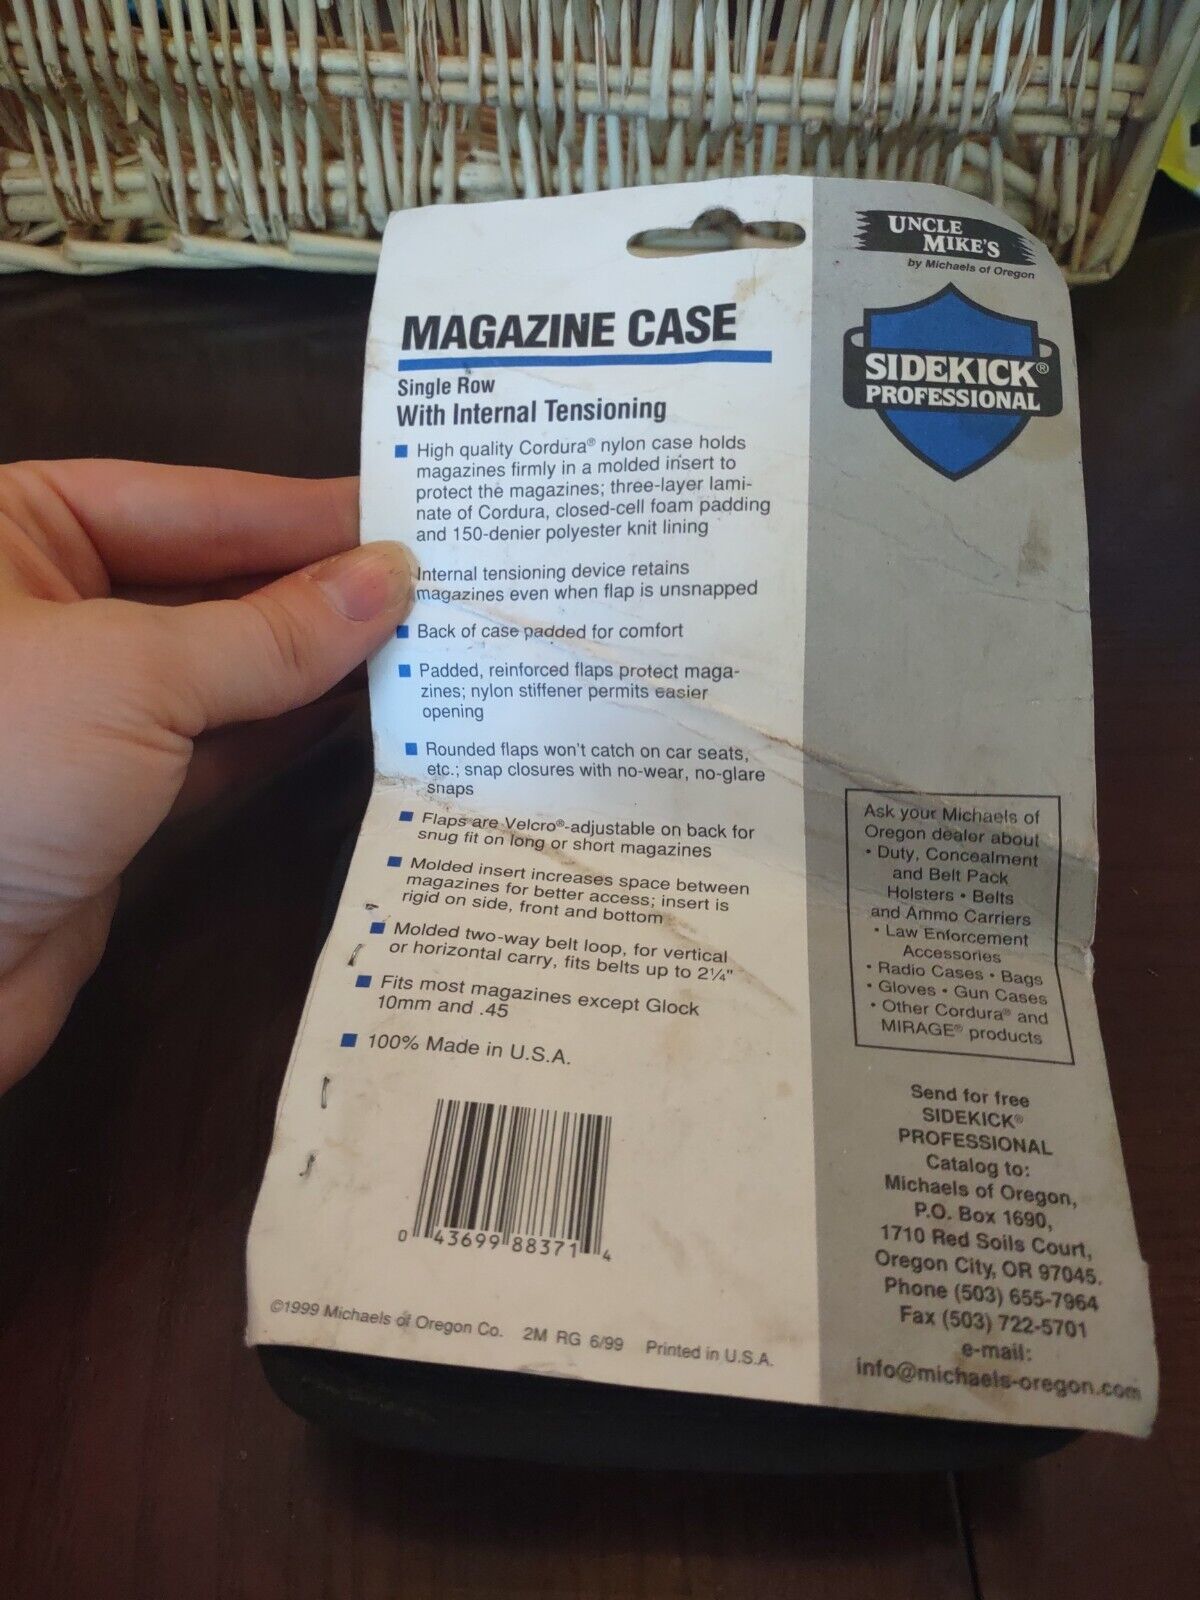 MAGAZINE CASE
Single Row
With Internal Tensioning
High quality Cordura® nylon case holds
magazines firmly in a molded insert to
protect the magazines; three-layer lami-
nate of Cordura, closed-cell foam padding
and 150-denier polyester knit lining
Internal tensioning device retains
magazines even when flap is unsnapped
Back of case padded for comfort
Padded, reinforced flaps protect maga-
zines; nylon stiffener permits easier
opening
Rounded flaps won't catch on car seats,
etc.; snap closures with no-wear, no-glare
snaps
Flaps are Velcro®-adjustable on back for
snug fit on long or short magazines
Molded insert increases space between
magazines for better access; insert is
rigid on side, front and bottom
Molded two-way belt loop, for vertical
or horizontal carry, fits belts up to 2¼"
Fits most magazines except Glock
10mm and .45
100% Made in U.S.A.
0 43699 88371 4
©1999 Michaels of Oregon Co. 2M RG 6/99 Printed in U.S.A.
UNCLE
MIKE'S
by Michaels of Oregon
SIDEKICK®
PROFESSIONAL
Ask your Michaels of
Oregon dealer about
• Duty, Concealment
and Belt Pack
Holsters • Belts
and Ammo Carriers
• Law Enforcement
Accessories
• Radio Cases • Bags
• Gloves • Gun Cases
• Other Cordura® and
MIRAGE® products
Send for free
SIDEKICK®
PROFESSIONAL
Catalog to:
Michaels of Oregon,
P.O. Box 1690,
1710 Red Soils Court,
Oregon City, OR 97045.
Phone (503) 655-7964
Fax (503) 722-5701
e-mail:
info@michaels-oregon.com